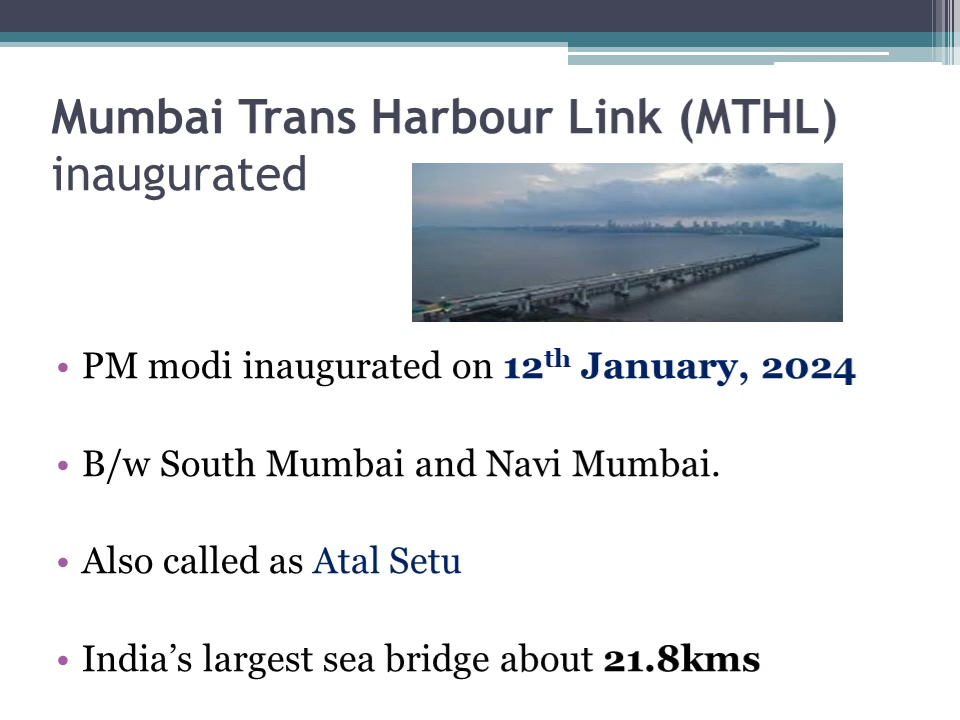 Mumbai Trans Harbour Link (MTHL)
inaugurated
• PM modi inaugurated on 12th January, 2024
• B/w South Mumbai and Navi Mumbai.
• Also called as Atal Setu
• India’s largest sea bridge about 21.8kms